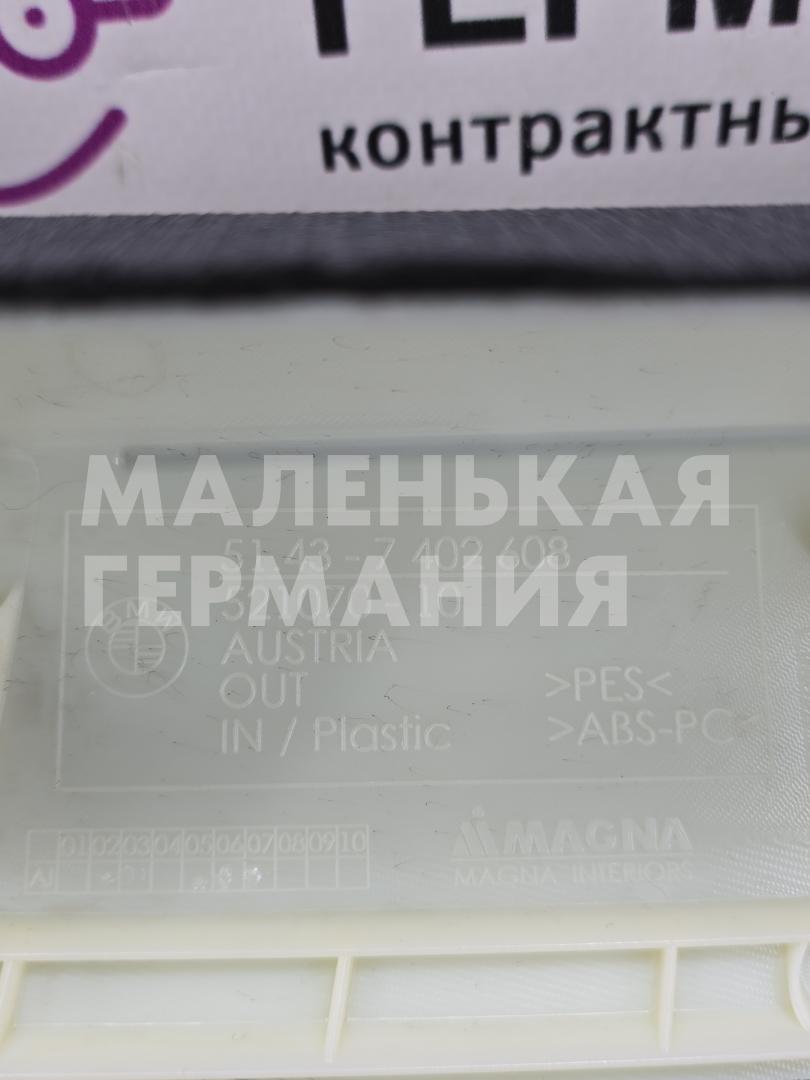 контрактны
МАЛЕНЬКАЯ
ГЕРМАНИЯ
51.43 - 7 402 608
BMW
AUSTRIA
OUT >PES<
IN / Plastic >ABS-PC<
01 02 03 04 05 06 07 08 09 10
MAGNA
MAGNA INTERIORS